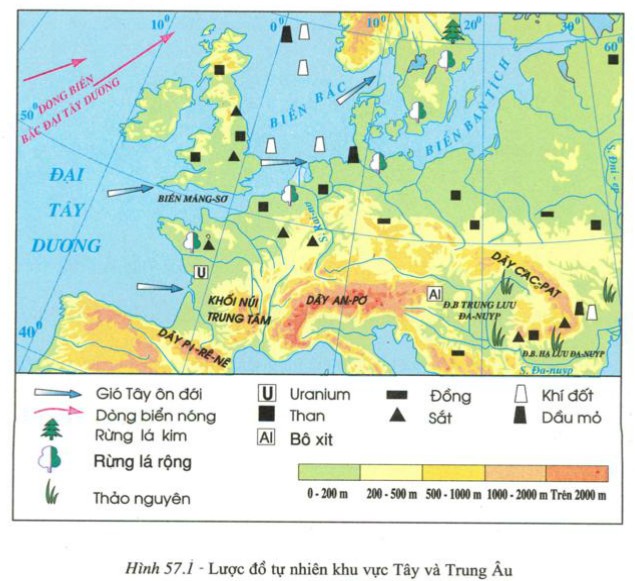 10°
0°
10°
20°
30°
60°
50°
40°
DÒNG BIỂN
BẮC ĐẠI TÂY DƯƠNG
BIỂN BẮC
BIỂN BANTÍCH
ĐẠI
TÂY
DƯƠNG
BIỂN MĂNG-SƠ
S. Rai-nơ
S. Đni-ep
U
KHỐI NÚI
TRUNG TÂM
DÃY AN-PƠ
Al
DÃY CAC-PAT
Đ.B TRUNG LƯU
ĐA-NUYP
DÃY PI-RÊ-NÊ
Đ.B. HẠ LƯU ĐA-NUYP
S. Đa-nuyp
Gió Tây ôn đới
Dòng biển nóng
Rừng lá kim
Rừng lá rộng
Thảo nguyên
U Uranium
Than
Al Bô xit
Đồng
Sắt
Khí đốt
Dầu mỏ
0 - 200 m
200 - 500 m
500 - 1000 m
1000 - 2000 m
Trên 2000 m
Hình 57.1 - Lược đồ tự nhiên khu vực Tây và Trung Âu